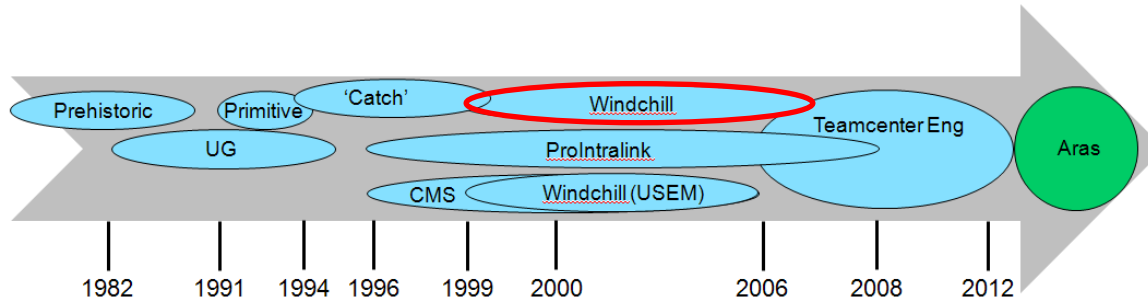 Prehistoric
Primitive
'Catch'
Windchill
Teamcenter Eng
UG
ProIntralink
Aras
CMS
Windchill (USEM)
1982
1991
1994
1996
1999
2000
2006
2008
2012